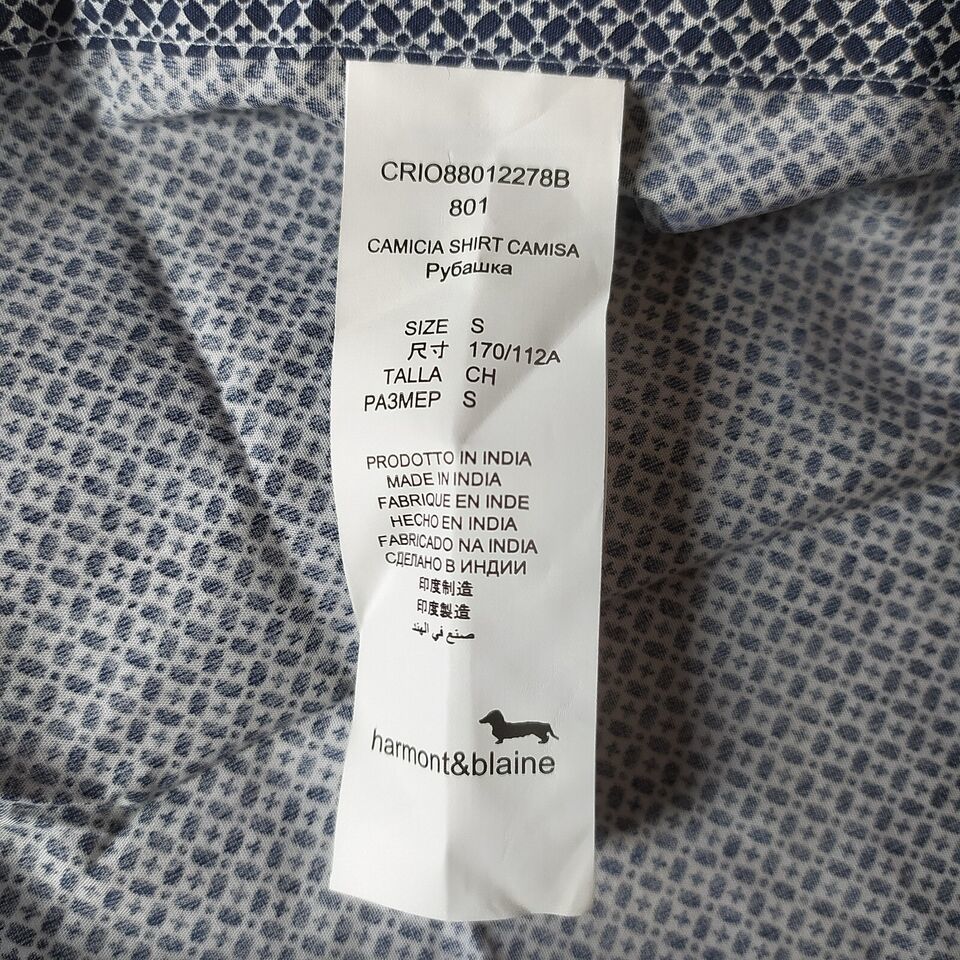 CRIO88012278B
801
CAMICIA SHIRT CAMISA
Рубашка
SIZE S
尺寸 170/112A
TALLA CH
РАЗМЕР S
PRODOTTO IN INDIA
MADE IN INDIA
FABRIQUE EN INDE
HECHO EN INDIA
FABRICADO NA INDIA
СДЕЛАНО В ИНДИИ
印度制造
印度製造
صنع في الهند
harmont&blaine